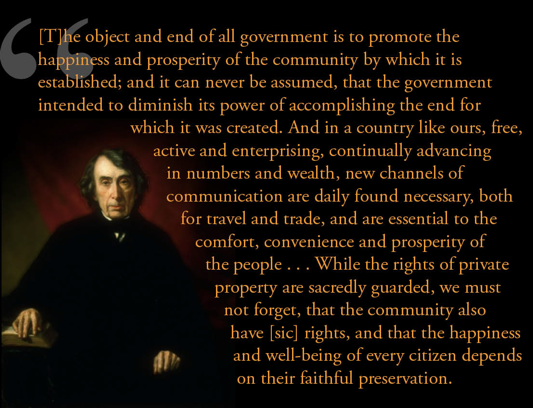 [T]he object and end of all government is to promote the
happiness and prosperity of the community by which it is
established; and it can never be assumed, that the government
intended to diminish its power of accomplishing the end for
which it was created. And in a country like ours, free,
active and enterprising, continually advancing
in numbers and wealth, new channels of
communication are daily found necessary, both
for travel and trade, and are essential to the
comfort, convenience and prosperity of
the people . . . While the rights of private
property are sacredly guarded, we must
not forget, that the community also
have [sic] rights, and that the happiness
and well-being of every citizen depends
on their faithful preservation.